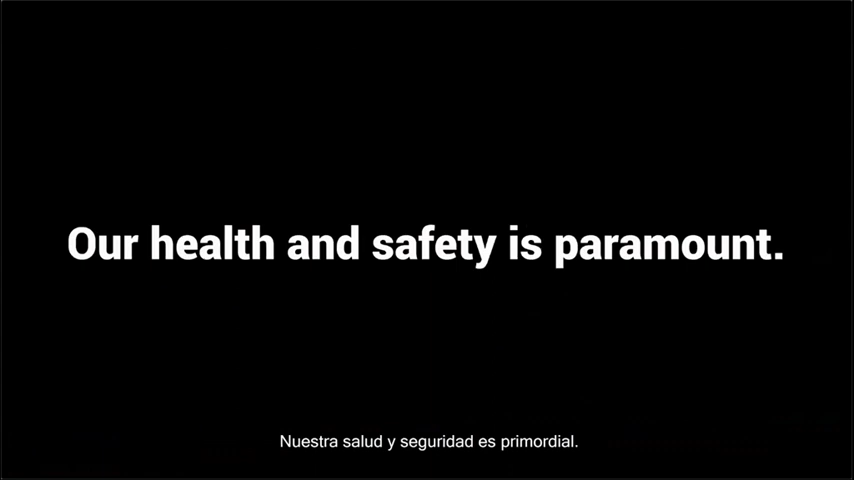 Our health and safety is paramount.
Nuestra salud y seguridad es primordial.